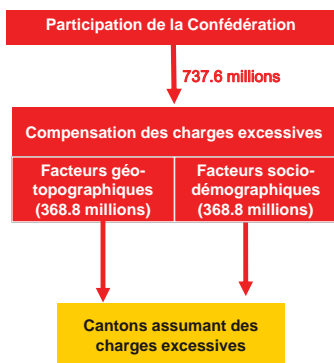 Participation de la Confédération
737.6 millions
Compensation des charges excessives
Facteurs géo-
topographiques
(368.8 millions)
Facteurs socio-
démographiques
(368.8 millions)
Cantons assumant des
charges excessives